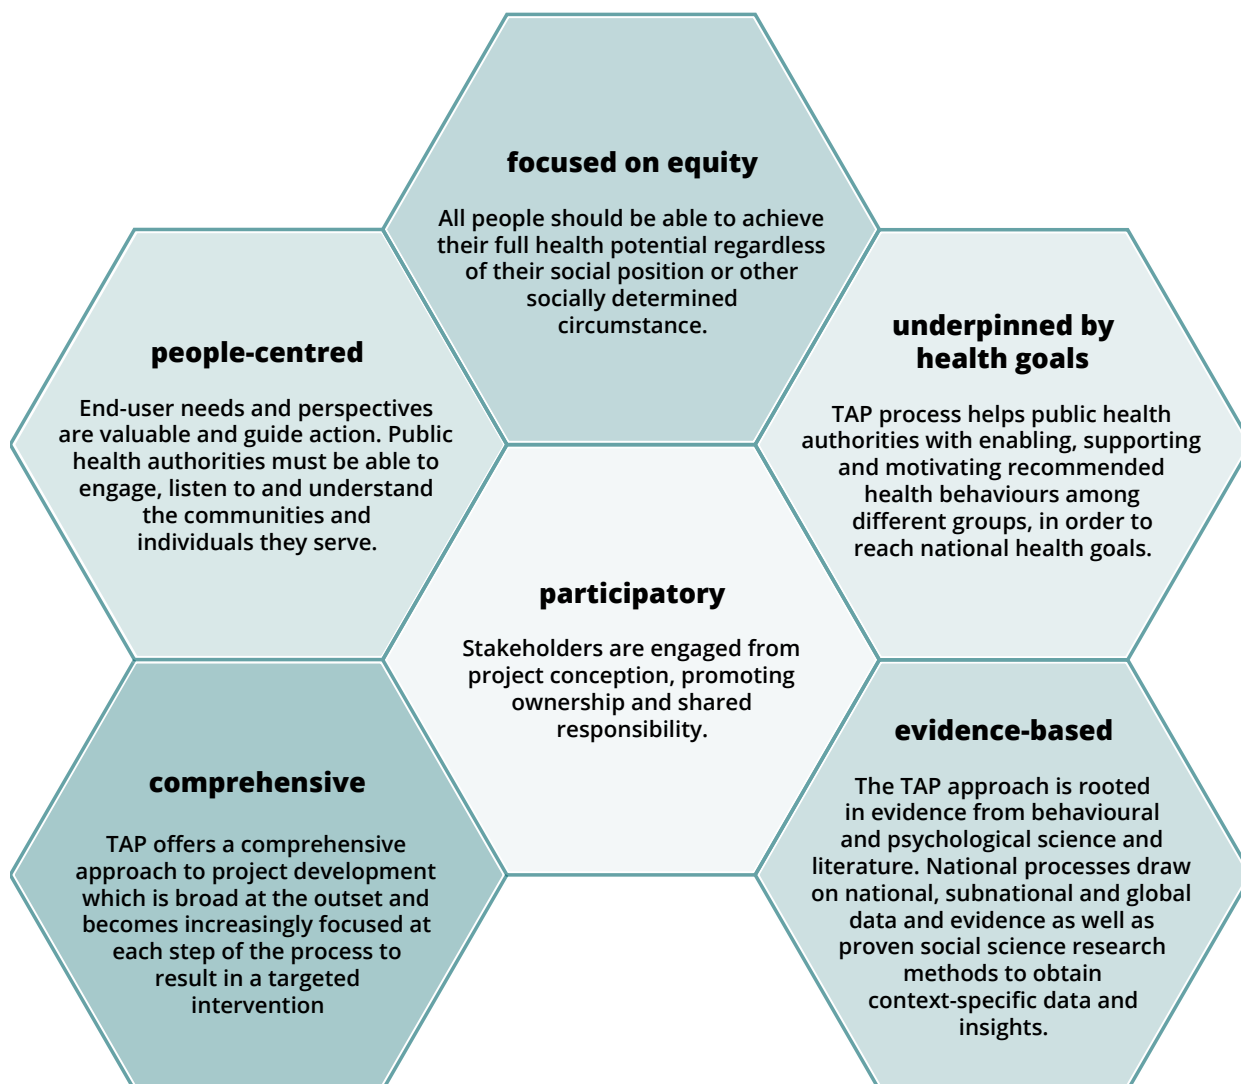 focused on equity
All people should be able to achieve
their full health potential regardless
of their social position or other
socially determined
circumstance.
people-centred
End-user needs and perspectives
are valuable and guide action. Public
health authorities must be able to
engage, listen to and understand
the communities and
individuals they serve.
underpinned by
health goals
TAP process helps public health
authorities with enabling, supporting
and motivating recommended
health behaviours among
different groups, in order to
reach national health goals.
participatory
Stakeholders are engaged from
project conception, promoting
ownership and shared
responsibility.
comprehensive
TAP offers a comprehensive
approach to project development
which is broad at the outset and
becomes increasingly focused at
each step of the process to
result in a targeted
intervention
evidence-based
The TAP approach is rooted
in evidence from behavioural
and psychological science and
literature. National processes draw
on national, subnational and global
data and evidence as well as
proven social science research
methods to obtain
context-specific data and
insights.